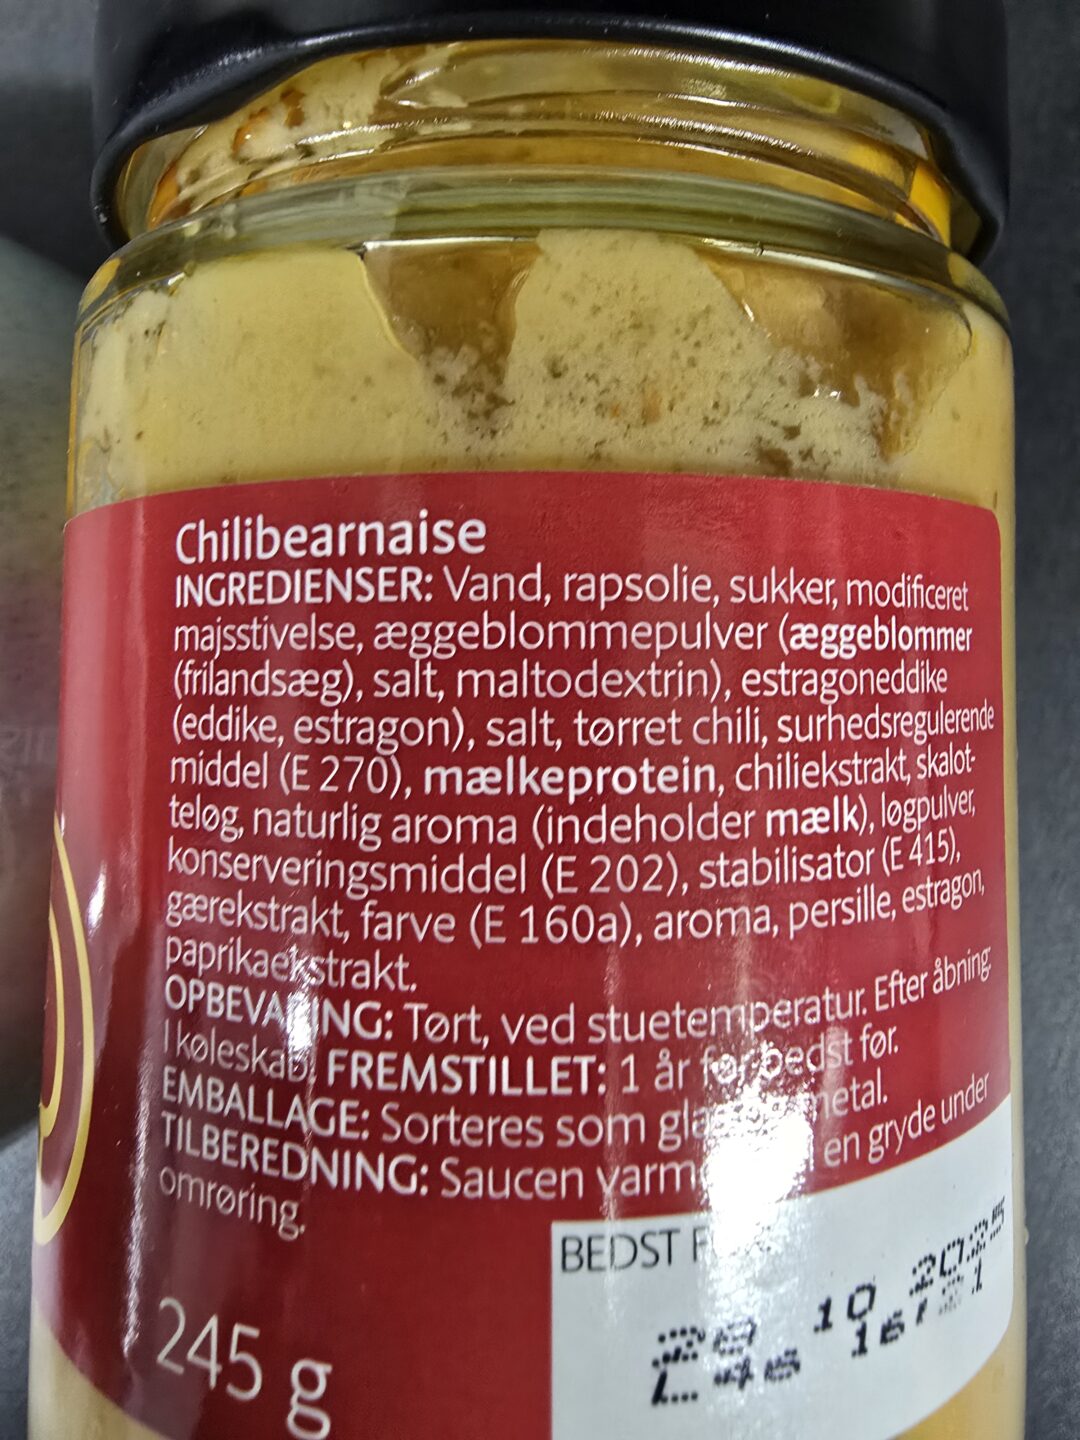 Chilibearnaise
INGREDIENSER: Vand, rapsolie, sukker, modificeret
majsstivelse, æggeblommepulver (æggeblommer
(frilandsæg), salt, maltodextrin), estragoneddike
(eddike, estragon), salt, tørret chili, surhedsregulerende
middel (E 270), mælkeprotein, chiliekstrakt, skalot-
teløg, naturlig aroma (indeholder mælk), løgpulver,
konserveringsmiddel (E 202), stabilisator (E 415),
gærekstrakt, farve (E 160a), aroma, persille, estragon,
paprikaekstrakt.
OPBEVARING: Tørt, ved stuetemperatur. Efter åbning:
I køleskab. FREMSTILLET: 1 år før bedst før.
EMBALLAGE: Sorteres som glas metal.
TILBEREDNING: Saucen en gryde under
omrøring.
BEDST
10 2025
245 g